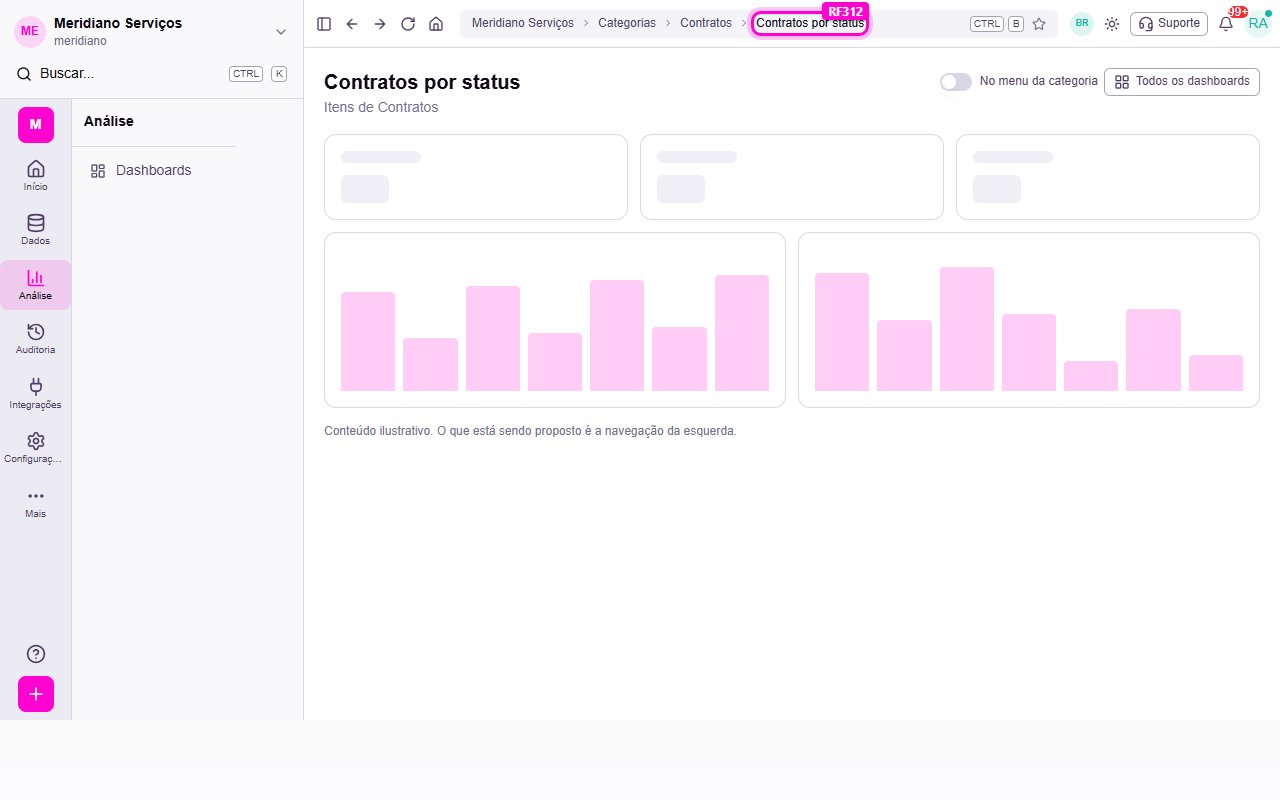 ME
Meridiano Serviços
meridiano
Buscar...
CTRL K
M
Início
Dados
Análise
Auditoria
Integrações
Configuraç...
Mais
Análise
Dashboards
Meridiano Serviços > Categorias > Contratos > Contratos por status
RF312
CTRL B
BR
Suporte
99+
RA
Contratos por status
Itens de Contratos
No menu da categoria
Todos os dashboards
Conteúdo ilustrativo. O que está sendo proposto é a navegação da esquerda.